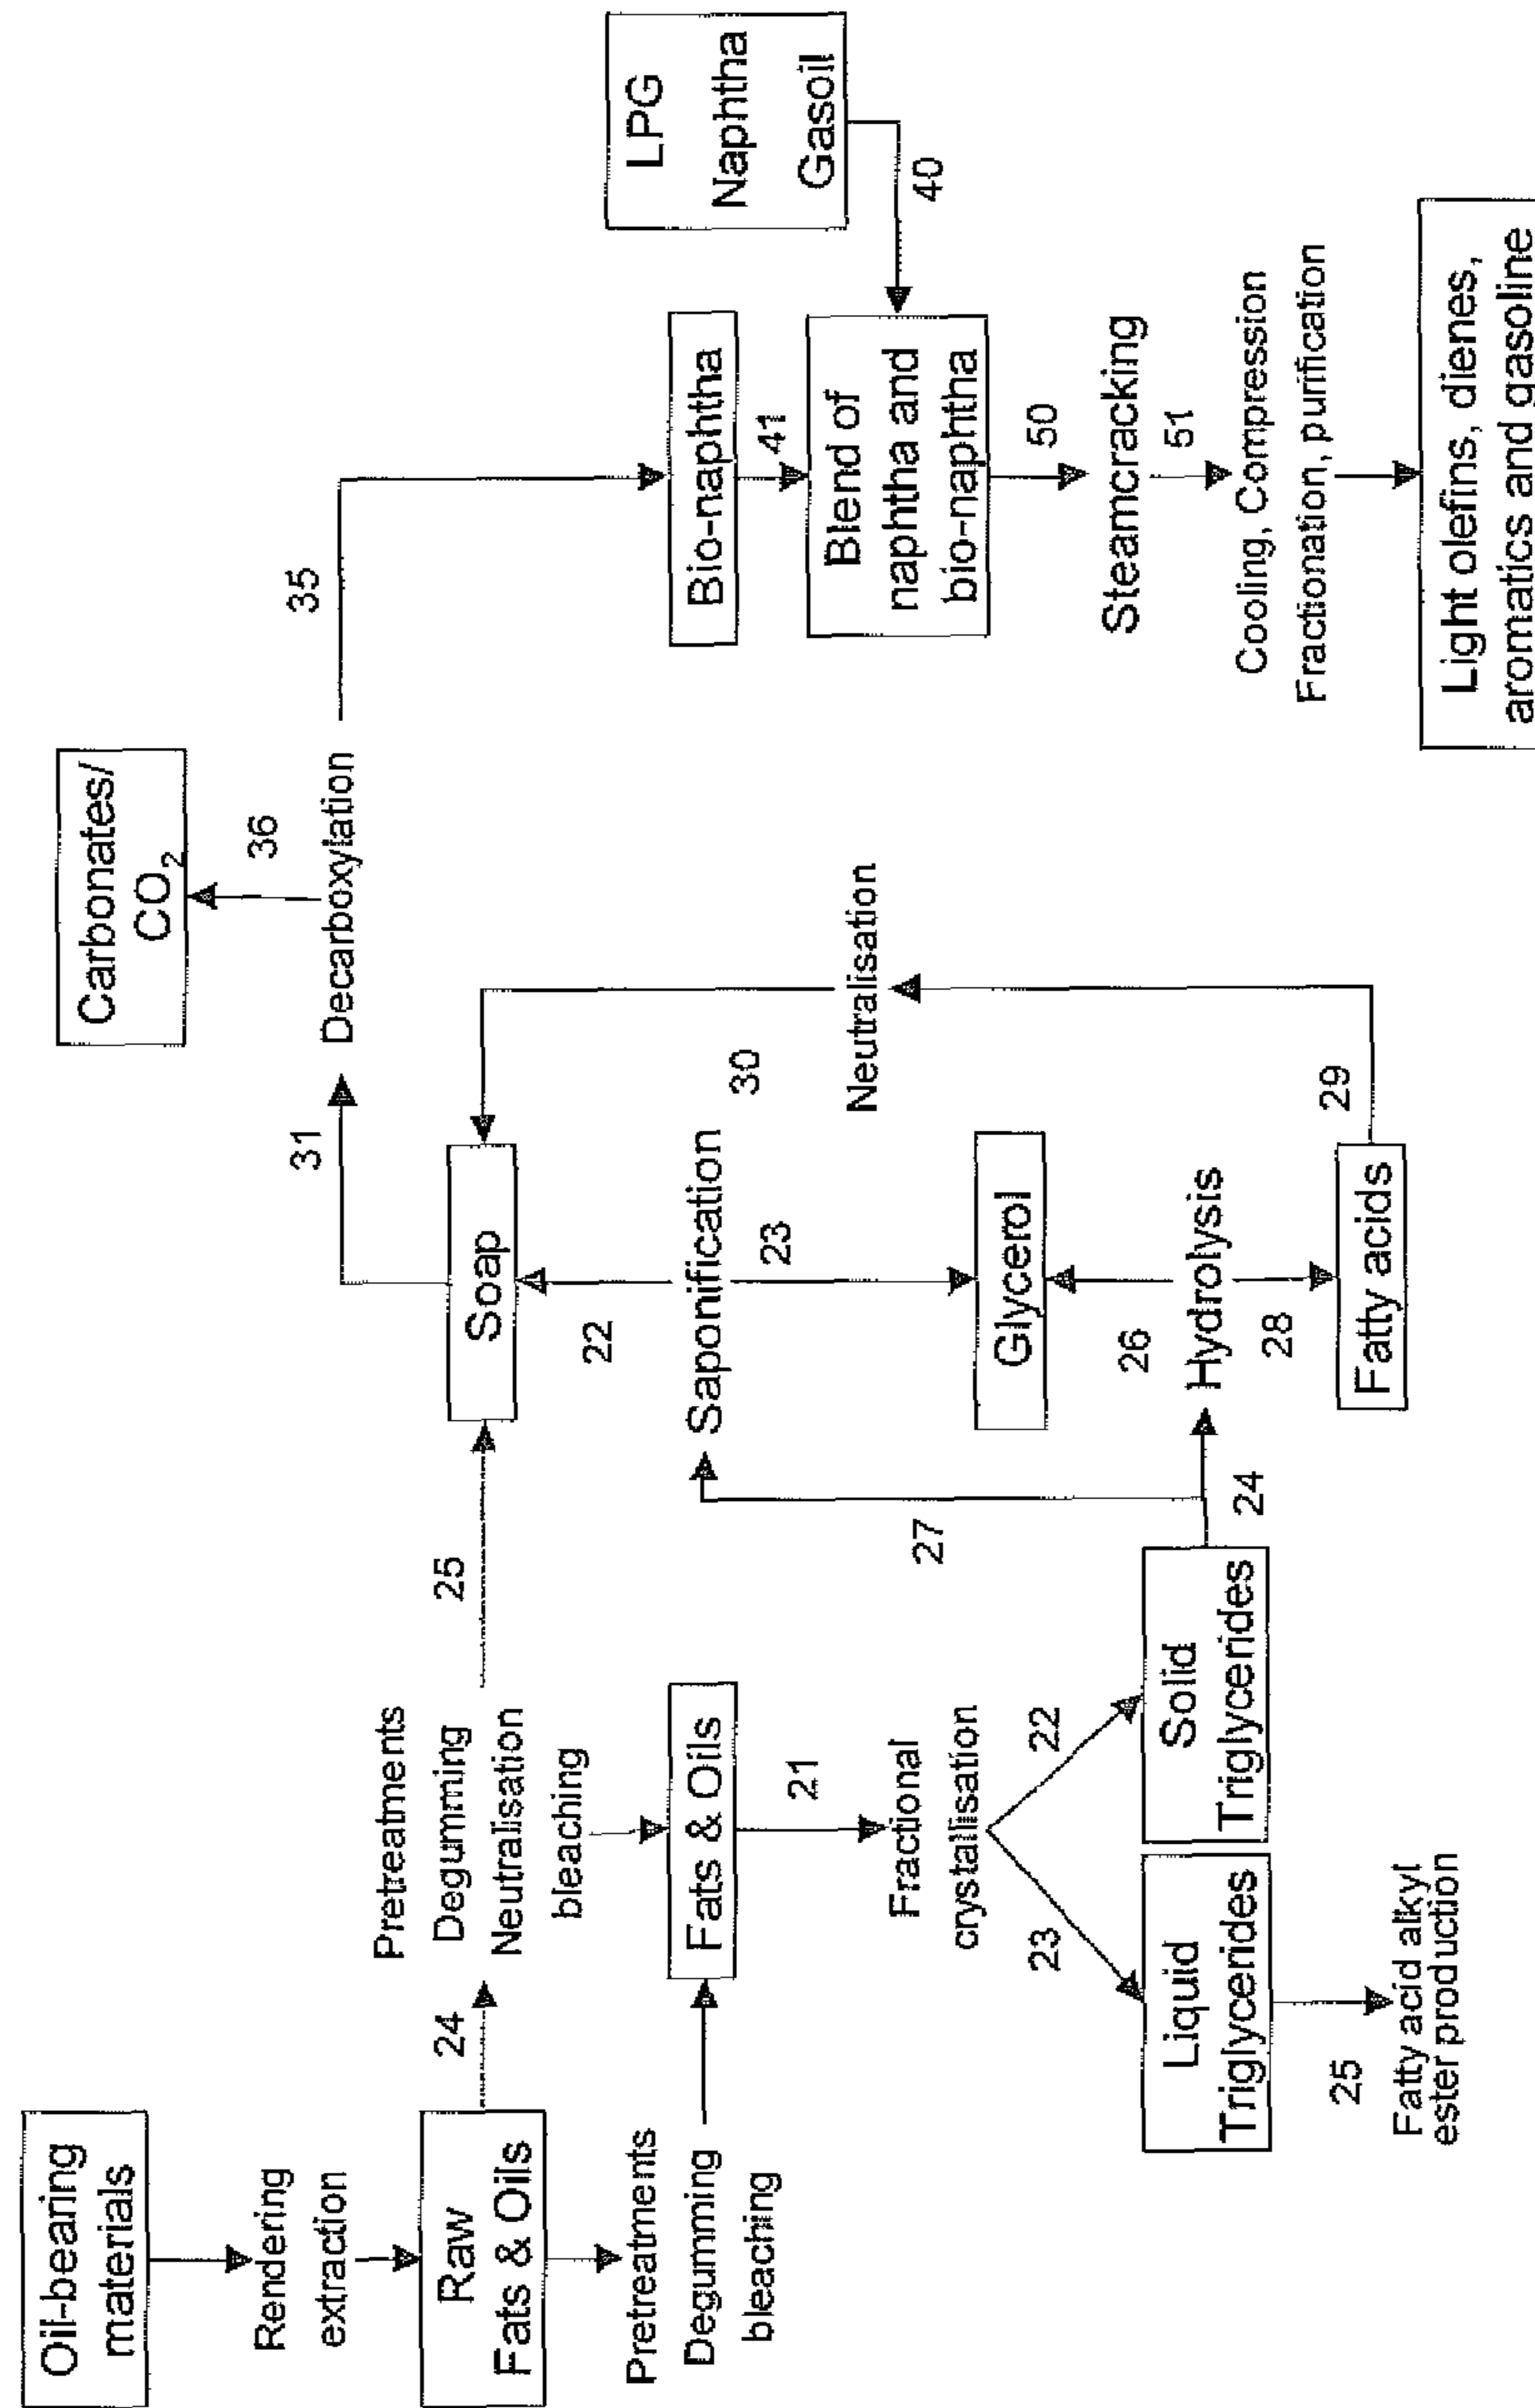 Oil-bearing
materials
Rendering
extraction
Raw
Fats & Oils
24
Pretreatments
Degumming
Neutralisation
bleaching
25
Pretreatments
Degumming
bleaching
Fats & Oils
21
Fractional
crystallisation
23
22
Liquid
Triglycerides
Solid
Triglycerides
25
Fatty acid alkyl
ester production
24
27
Soap
31
22
Saponification
23
30
Glycerol
26
Hydrolysis
28
Fatty acids
29
Neutralisation
Carbonates/
CO₂
36
Decarboxylation
35
Bio-naphtha
41
Blend of
naphtha and
bio-naphtha
LPG
Naphtha
Gasoil
40
50
Steamcracking
51
Cooling, Compression
Fractionation, purification
Light olefins, dienes,
aromatics and gasoline